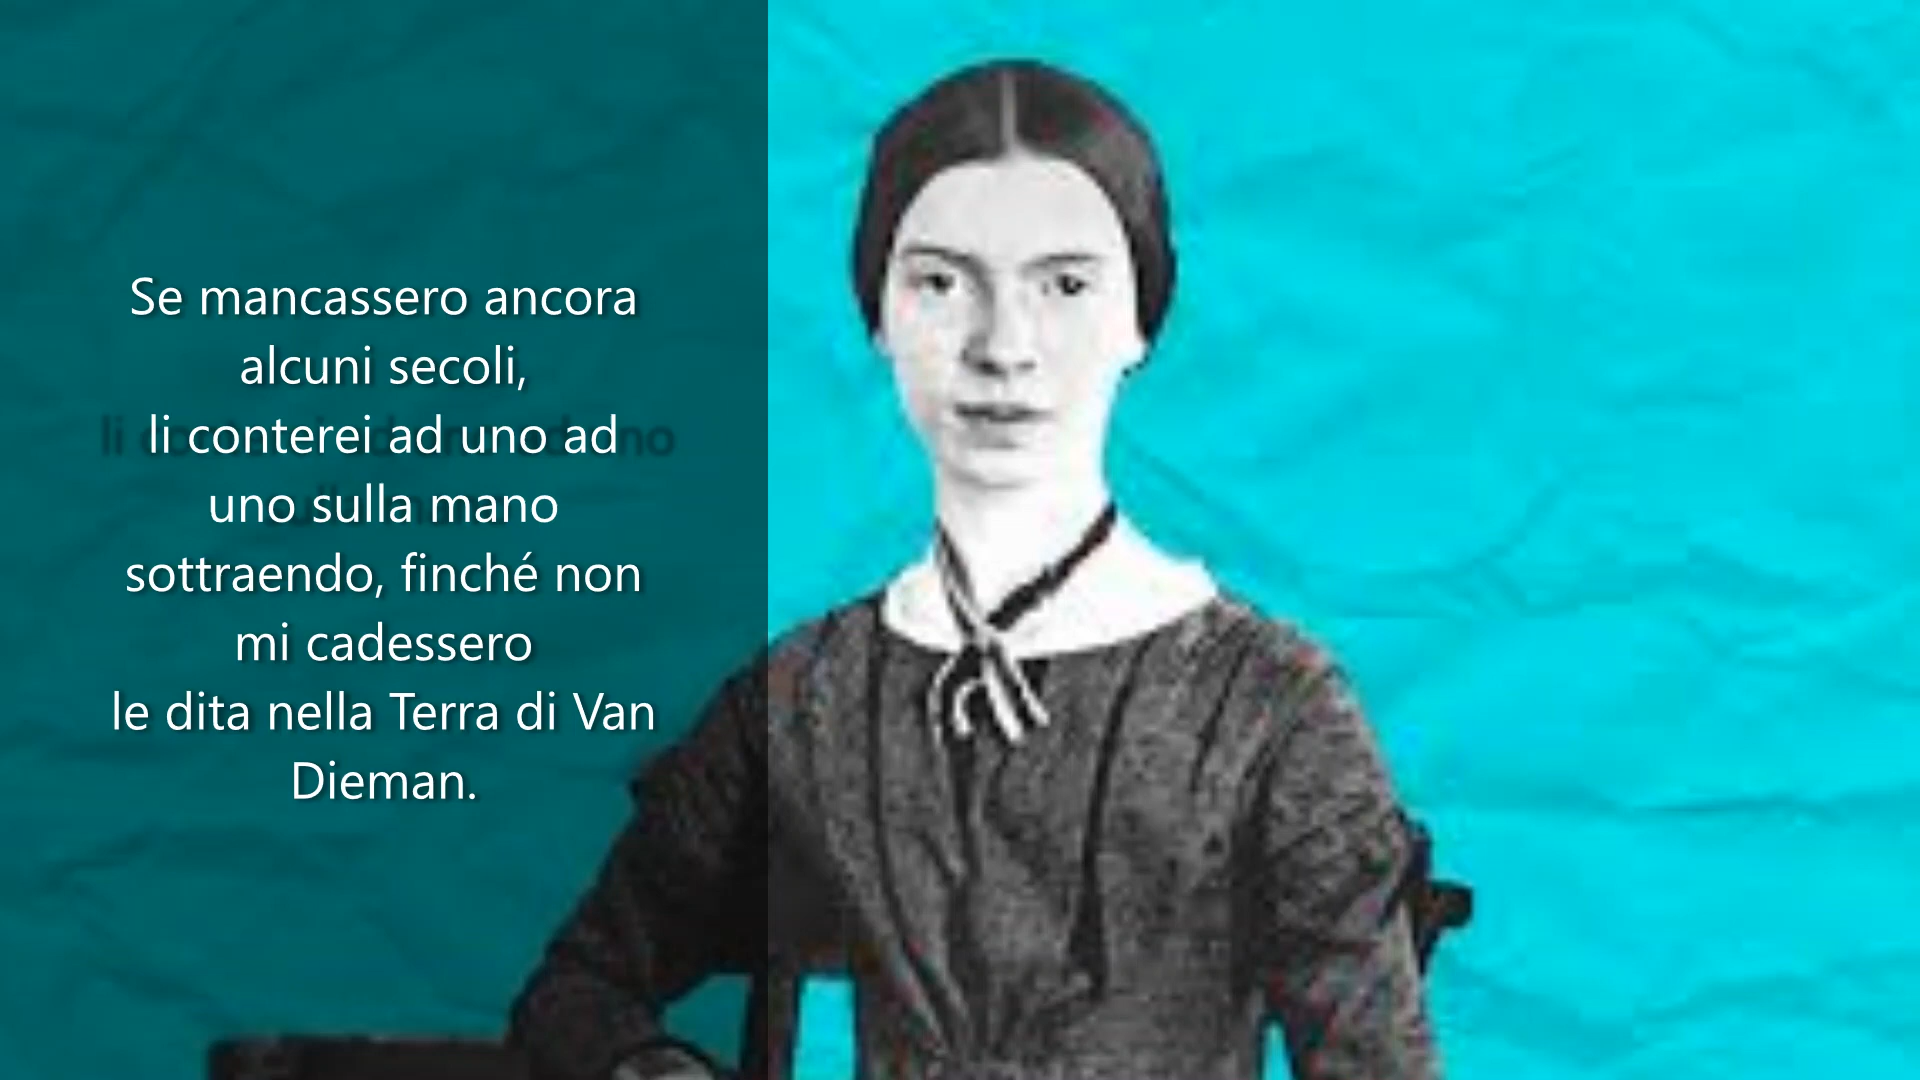 Se mancassero ancora
alcuni secoli,
li conterei ad uno ad
uno sulla mano
sottraendo, finché non
mi cadessero
le dita nella Terra di Van
Dieman.